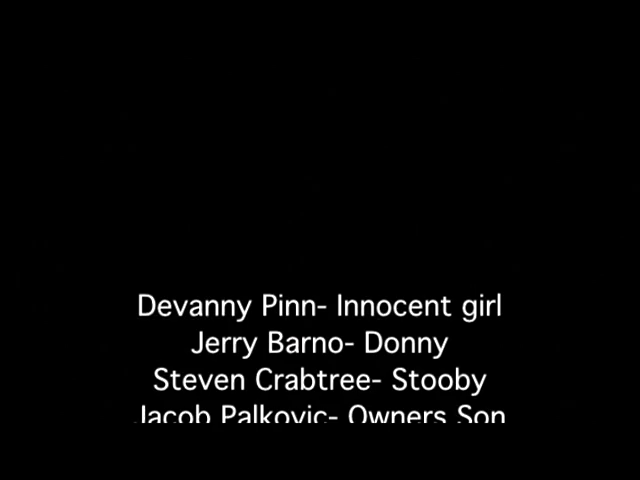 Devanny Pinn- Innocent girl
Jerry Barno- Donny
Steven Crabtree- Stooby
Jacob Palkovic- Owners Son